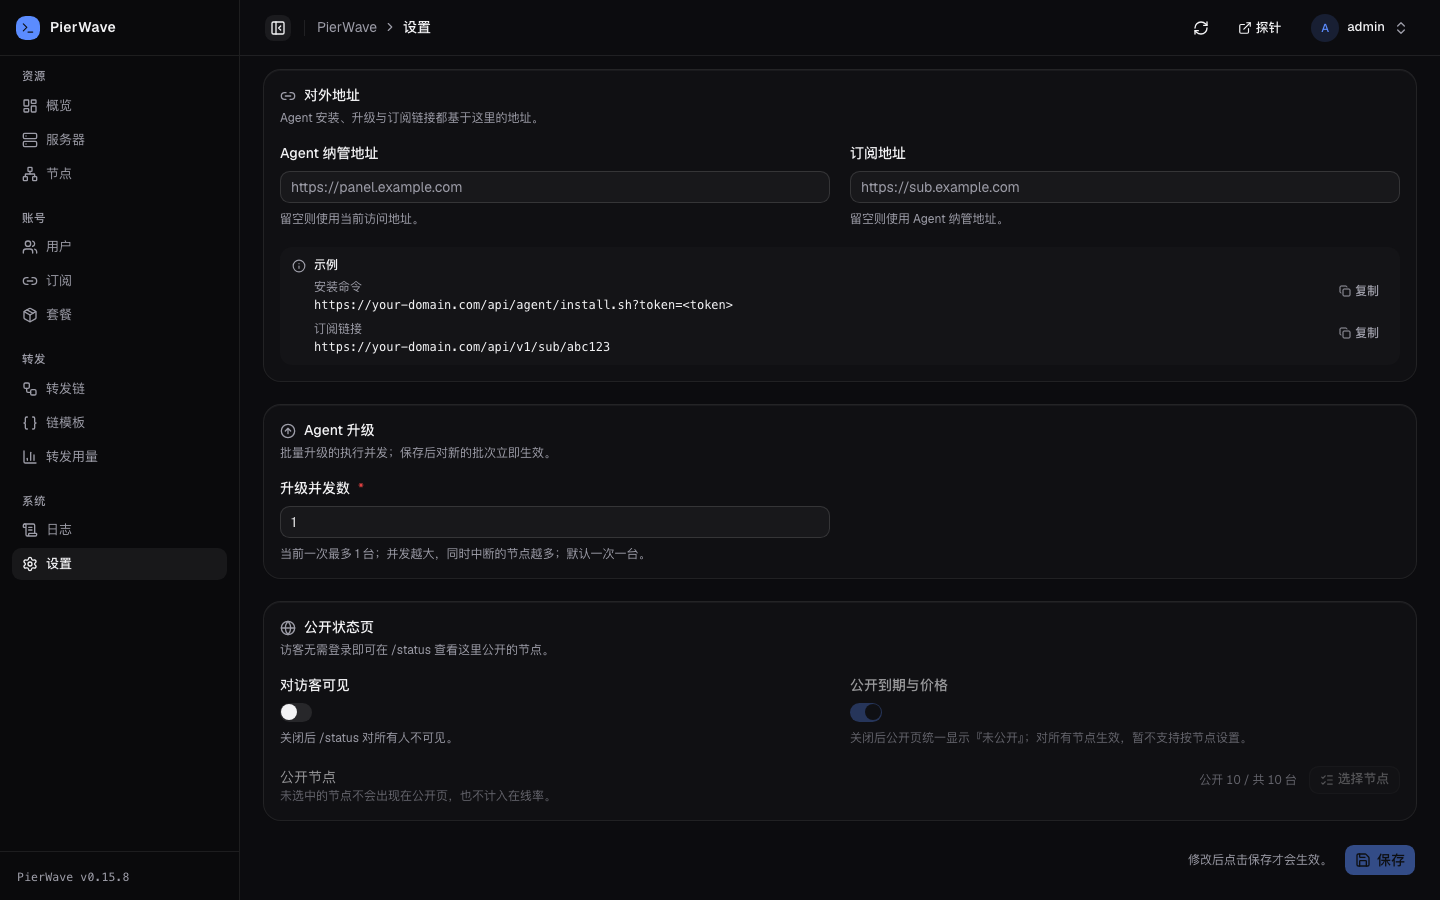 PierWave
PierWave > 设置
探针
A admin
资源
概览
服务器
节点
账号
用户
订阅
套餐
转发
转发链
链模板
转发用量
系统
日志
设置
PierWave v0.15.8
对外地址
Agent 安装、升级与订阅链接都基于这里的地址。
Agent 纳管地址
https://panel.example.com
留空则使用当前访问地址。
订阅地址
https://sub.example.com
留空则使用 Agent 纳管地址。
示例
安装命令
https://your-domain.com/api/agent/install.sh?token=<token>
复制
订阅链接
https://your-domain.com/api/v1/sub/abc123
复制
Agent 升级
批量升级的执行并发；保存后对新的批次立即生效。
升级并发数 *
1
当前一次最多 1 台；并发越大，同时中断的节点越多；默认一次一台。
公开状态页
访客无需登录即可在 /status 查看这里公开的节点。
对访客可见
关闭后 /status 对所有人不可见。
公开到期与价格
关闭后公开页统一显示『未公开』；对所有节点生效，暂不支持按节点设置。
公开节点
未选中的节点不会出现在公开页，也不计入在线率。
公开 10 / 共 10 台
选择节点
修改后点击保存才会生效。
保存